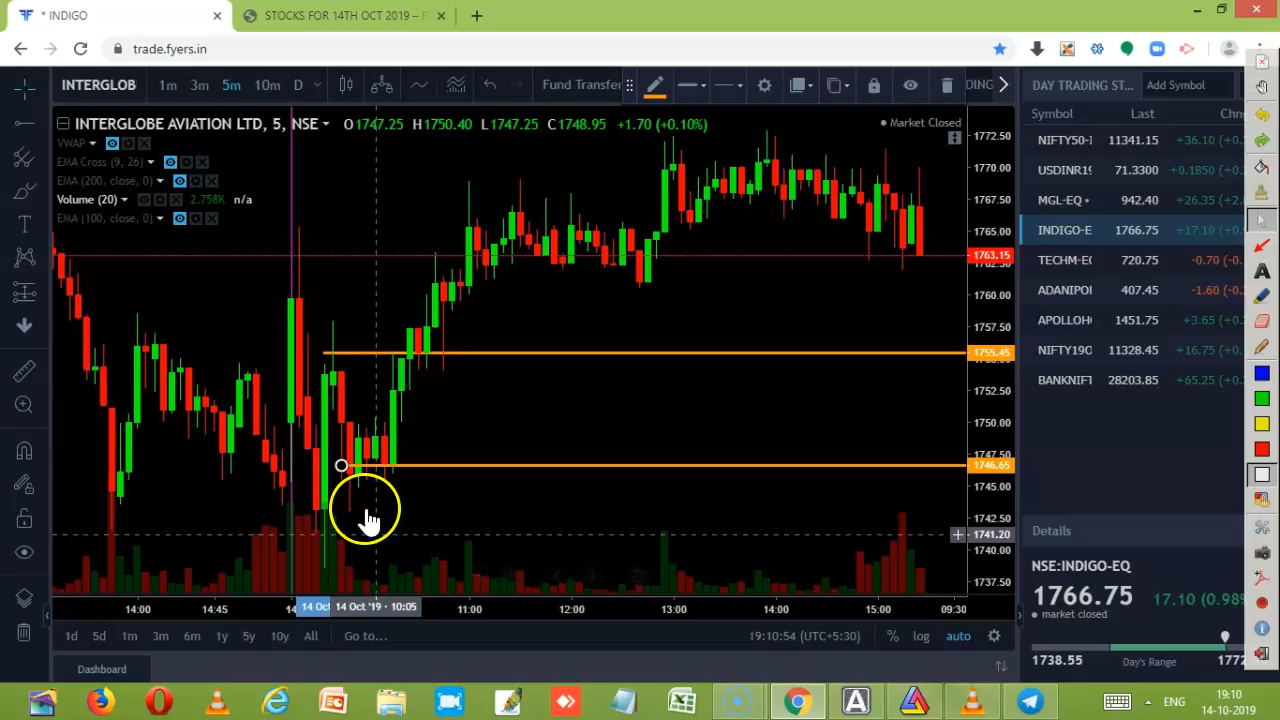 * INDIGO
STOCKS FOR 14TH OCT 2019 –
trade.fyers.in
INTERGLOB 1m 3m 5m 10m D Fund Transfer DING DAY TRADING ST... Add Symbol
INTERGLOBE AVIATION LTD, 5, NSE O1747.25 H1750.40 L1747.25 C1748.95 +1.70 (+0.10%) Market Closed
VWAP
EMA Cross (9, 26)
EMA (200, close, 0)
Volume (20) 2.758K n/a
EMA (100, close, 0)
1772.50
1770.00
1767.50
1765.00
1763.15
1760.00
1757.50
1755.45
1752.50
1750.00
1747.50
1746.65
1745.00
1742.50
1741.20
1740.00
1737.50
Symbol Last Chng
NIFTY50- 11341.15 +36.10
USDINR19 71.3300 +0.1850
MGL-EQ 942.40 +26.35
INDIGO-E 1766.75 +17.10
TECHM-EQ 720.75 -0.70
ADANIPO 407.45 -1.60
APOLLOH 1451.75 +3.65
NIFTY19O 11328.45 +16.75
BANKNIFT 28203.85 +65.25
Details
NSE:INDIGO-EQ
1766.75 17.10 (0.98%
market closed
1738.55 Day's Range 1772
14:00 14:45 14 14 Oct 14 Oct '19 - 10:05 11:00 12:00 13:00 14:00 15:00 09:30
1d 5d 1m 3m 6m 1y 5y 10y All Go to... 19:10:54 (UTC+5:30) % log auto
Dashboard
ENG 19:10
14-10-2019